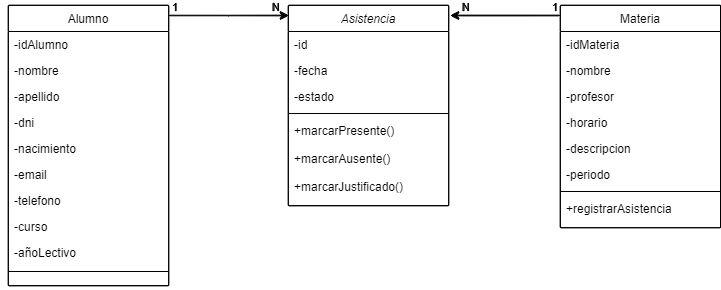 Alumno
-idAlumno
-nombre
-apellido
-dni
-nacimiento
-email
-telefono
-curso
-añoLectivo
1
N
Asistencia
-id
-fecha
-estado
+marcarPresente()
+marcarAusente()
+marcarJustificado()
N
1
Materia
-idMateria
-nombre
-profesor
-horario
-descripcion
-periodo
+registrarAsistencia